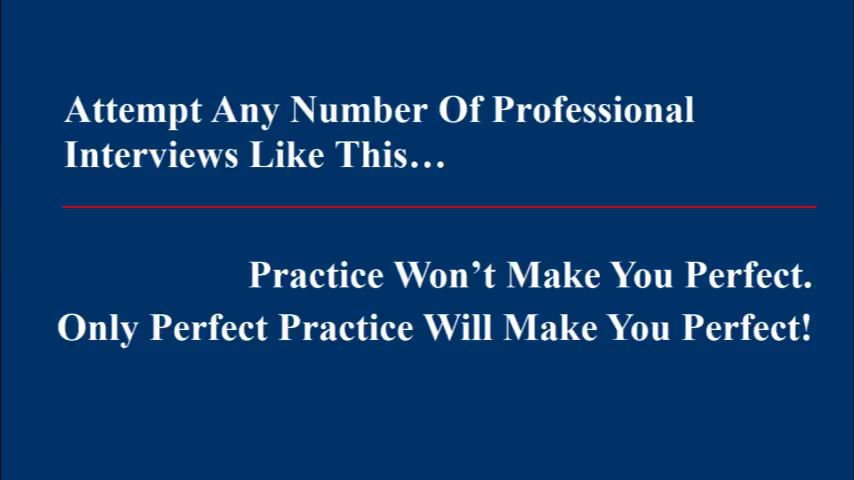 Attempt Any Number Of Professional
Interviews Like This…
Practice Won’t Make You Perfect.
Only Perfect Practice Will Make You Perfect!